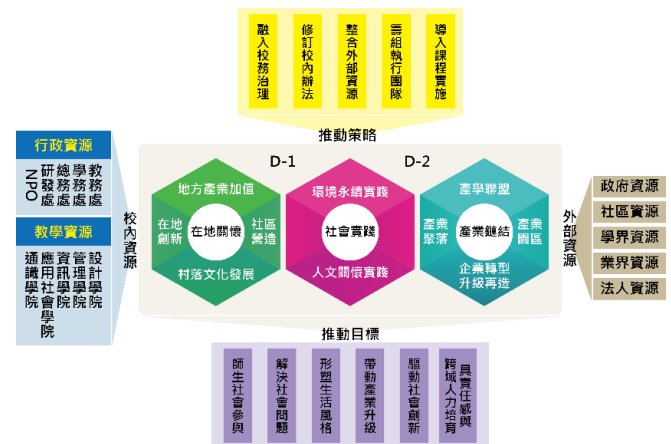 融入校務治理
修訂校內辦法
整合外部資源
籌組執行團隊
導入課程實施
推動策略
行政資源
教務處
學務處
總務處
研發處
NPO
教學資源
設計學院
管理學院
資訊學院
應用社會學院
通識學院
校內資源
D-1
D-2
地方產業加值
在地創新
在地關懷
社區營造
村落文化發展
環境永續實踐
社會實踐
人文關懷實踐
產學聯盟
產業聚落
產業鏈結
產業園區
企業轉型
升級再造
外部資源
政府資源
社區資源
學界資源
業界資源
法人資源
推動目標
師生社會參與
解決社會問題
形塑生活風格
帶動產業升級
驅動社會創新
具責任感與
跨域人力培育